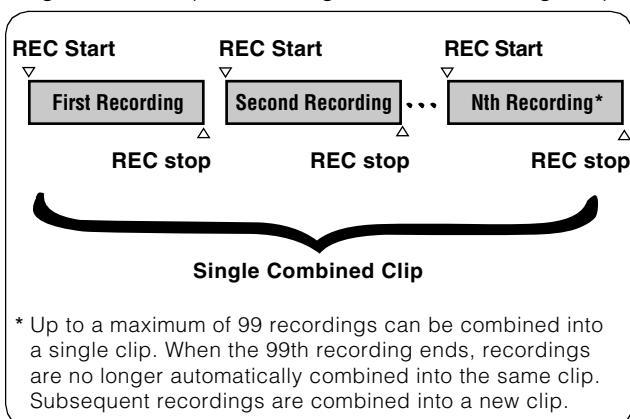 REC Start REC Start REC Start
First Recording Second Recording ... Nth Recording*
REC stop REC stop REC stop
Single Combined Clip
* Up to a maximum of 99 recordings can be combined into
a single clip. When the 99th recording ends, recordings
are no longer automatically combined into the same clip.
Subsequent recordings are combined into a new clip.